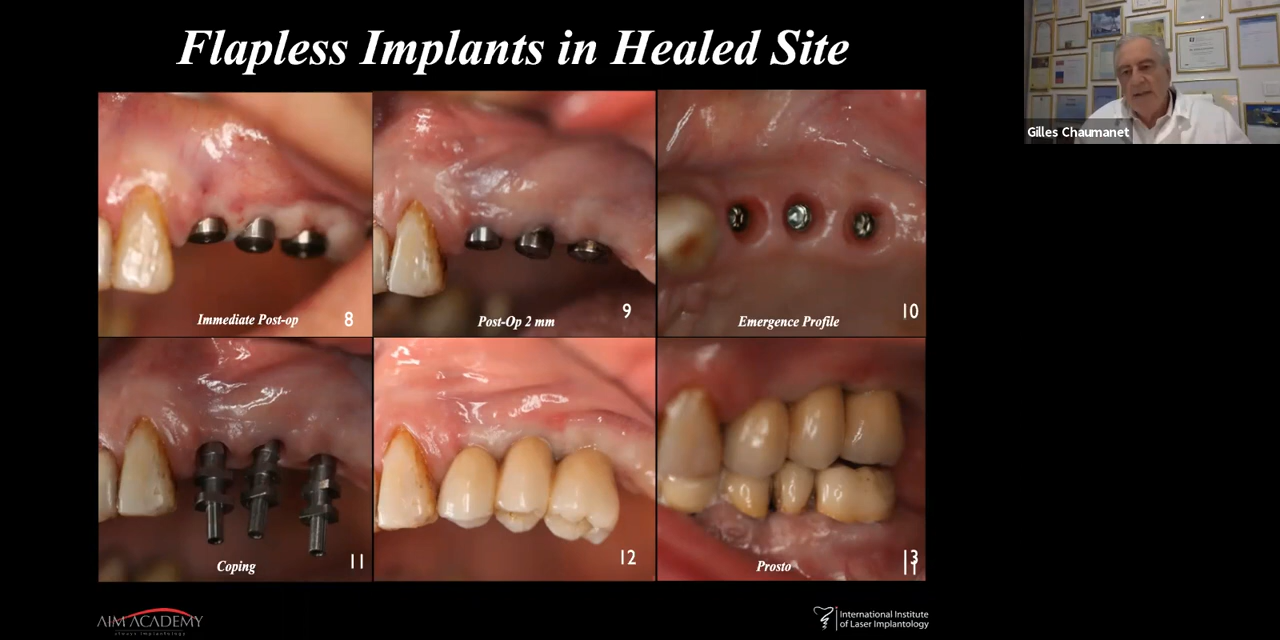 Flapless Implants in Healed Site
Gilles Chaumanet
Immediate Post-op
8
Post-Op 2 mm
9
Emergence Profile
10
Coping
11
12
Prosto
13
AIM ACADEMY
International Institute
of Laser Implantology